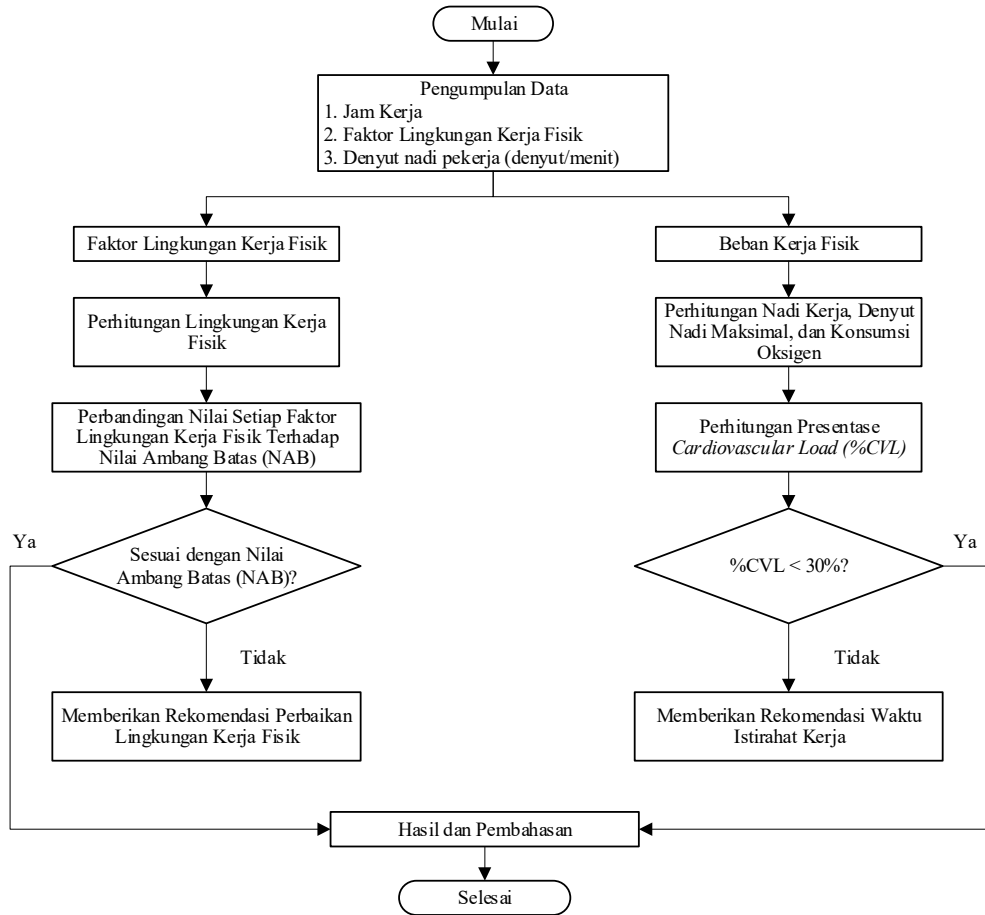 Mulai
Pengumpulan Data
1. Jam Kerja
2. Faktor Lingkungan Kerja Fisik
3. Denyut nadi pekerja (denyut/menit)
Faktor Lingkungan Kerja Fisik
Beban Kerja Fisik
Perhitungan Lingkungan Kerja
Fisik
Perhitungan Nadi Kerja, Denyut
Nadi Maksimal, dan Konsumsi
Oksigen
Perbandingan Nilai Setiap Faktor
Lingkungan Kerja Fisik Terhadap
Nilai Ambang Batas (NAB)
Perhitungan Presentase
Cardiovascular Load (%CVL)
Ya
Sesuai dengan Nilai
Ambang Batas (NAB)?
%CVL < 30%?
Ya
Tidak
Tidak
Memberikan Rekomendasi Perbaikan
Lingkungan Kerja Fisik
Memberikan Rekomendasi Waktu
Istirahat Kerja
Hasil dan Pembahasan
Selesai